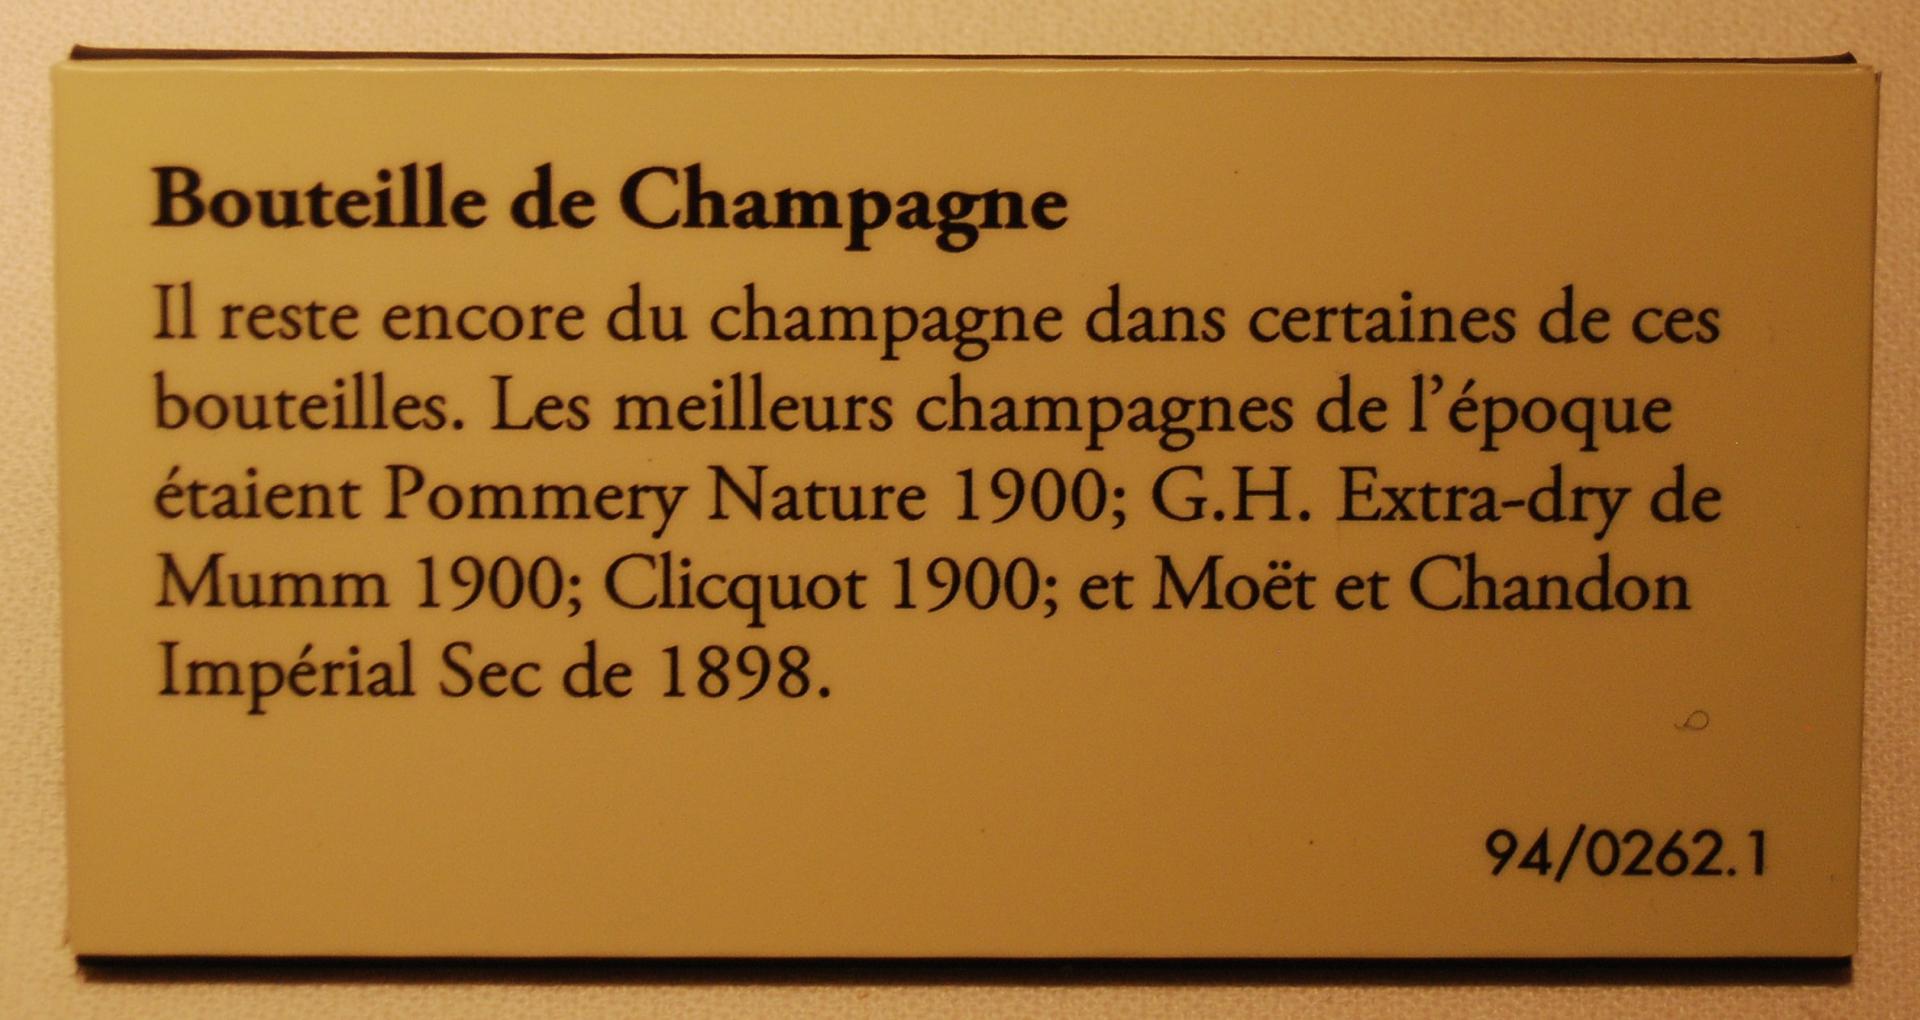 Bouteille de Champagne
Il reste encore du champagne dans certaines de ces
bouteilles. Les meilleurs champagnes de l’époque
étaient Pommery Nature 1900; G.H. Extra-dry de
Mumm 1900; Clicquot 1900; et Moët et Chandon
Impérial Sec de 1898.
94/0262.1